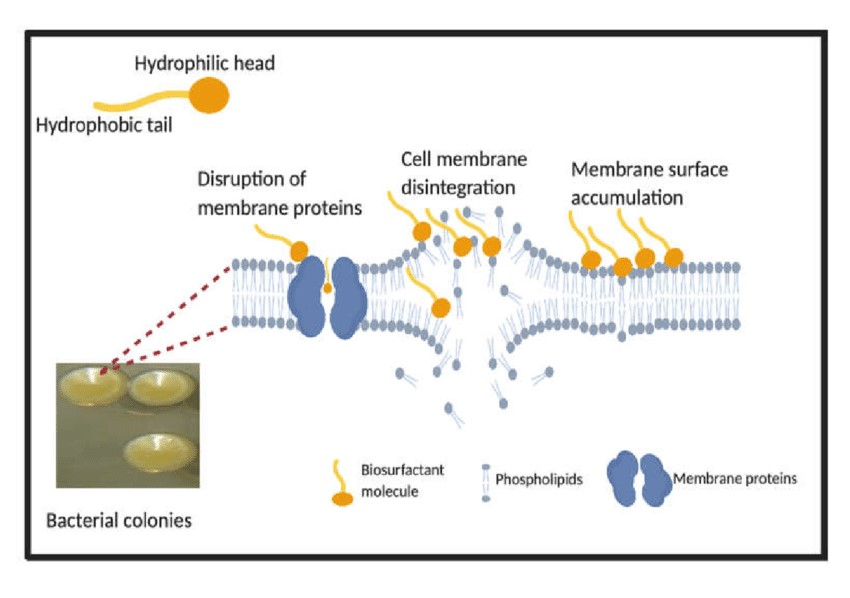 Hydrophilic head
Hydrophobic tail
Disruption of
membrane proteins
Cell membrane
disintegration
Membrane surface
accumulation
Biosurfactant
molecule
Phospholipids
Membrane proteins
Bacterial colonies